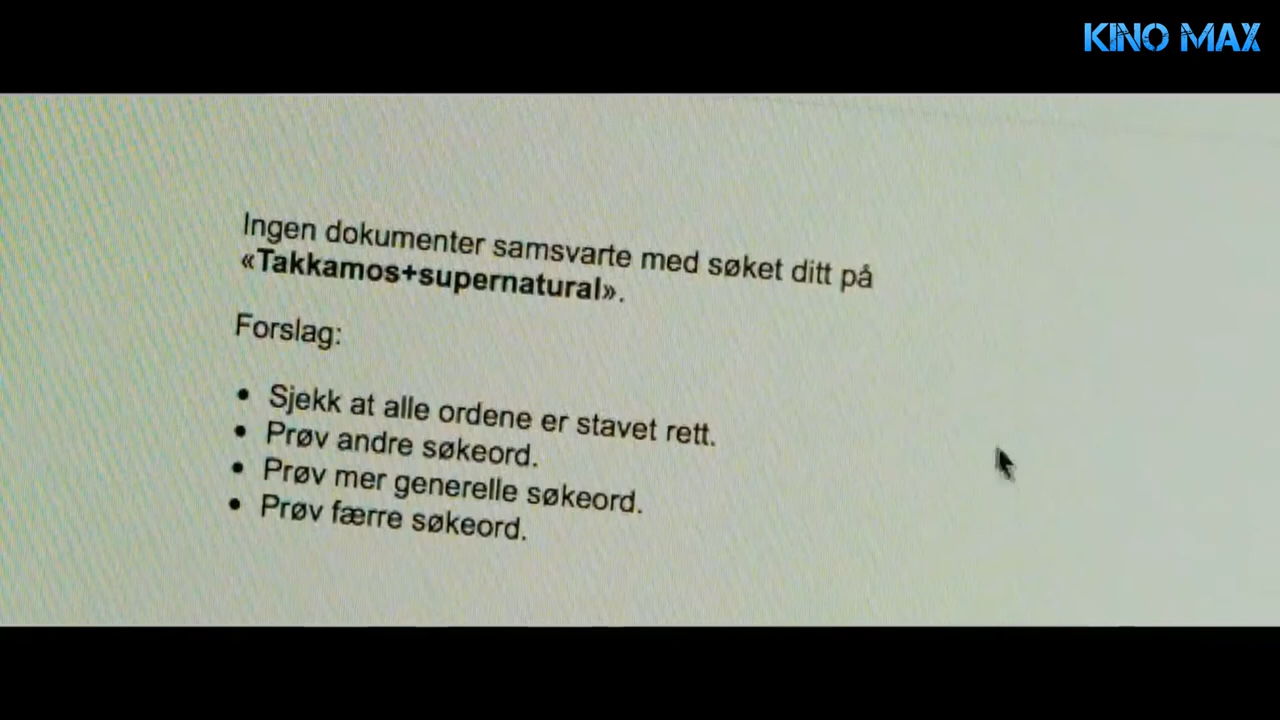 KINO MAX
Ingen dokumenter samsvarte med søket ditt på
«Takkamos+supernatural».
Forslag:
• Sjekk at alle ordene er stavet rett.
• Prøv andre søkeord.
• Prøv mer generelle søkeord.
• Prøv færre søkeord.